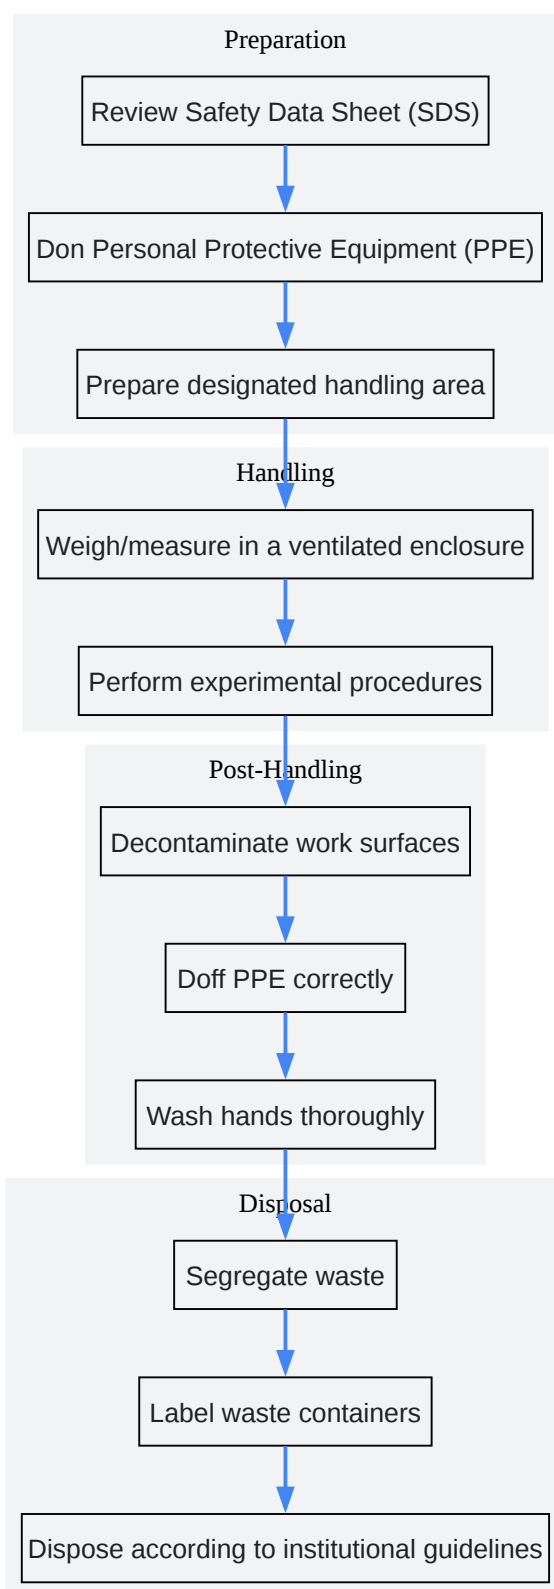 Preparation
Review Safety Data Sheet (SDS)
Don Personal Protective Equipment (PPE)
Prepare designated handling area
Handling
Weigh/measure in a ventilated enclosure
Perform experimental procedures
Post-Handling
Decontaminate work surfaces
Doff PPE correctly
Wash hands thoroughly
Disposal
Segregate waste
Label waste containers
Dispose according to institutional guidelines